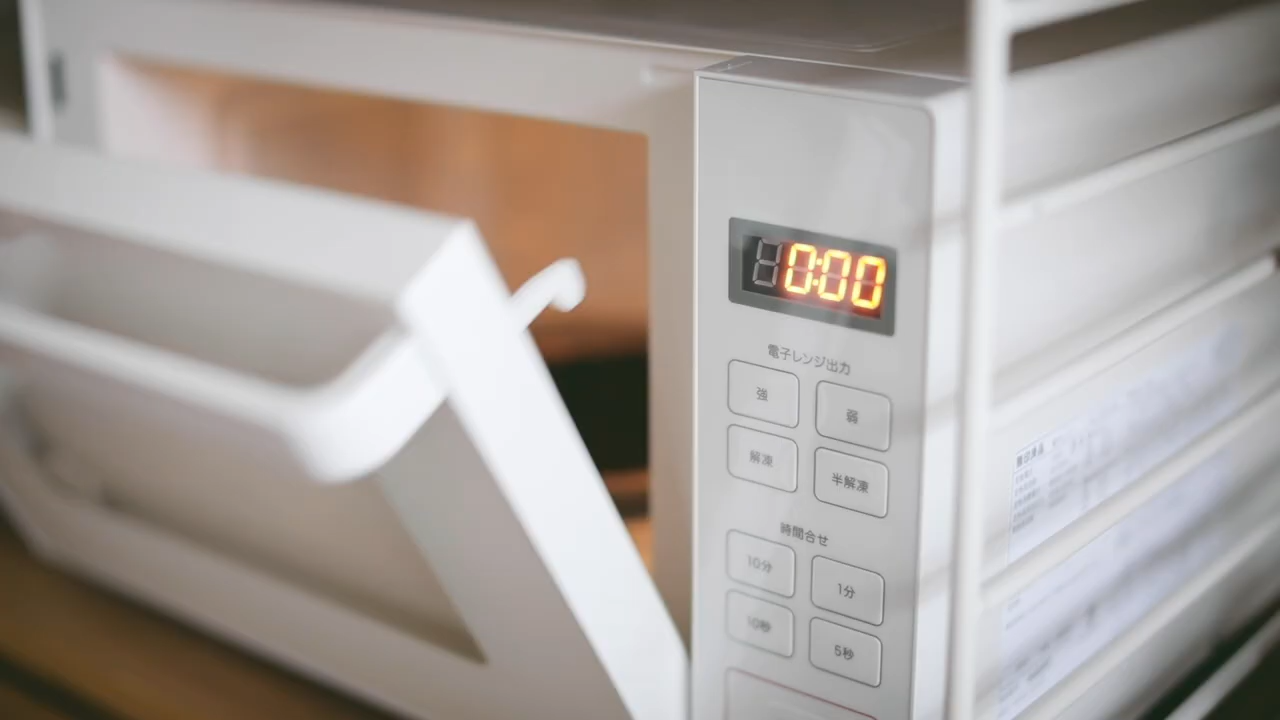 0:00
電子レンジ出力
強 弱
解凍 半解凍
時間合せ
10分 1分
10秒 5秒